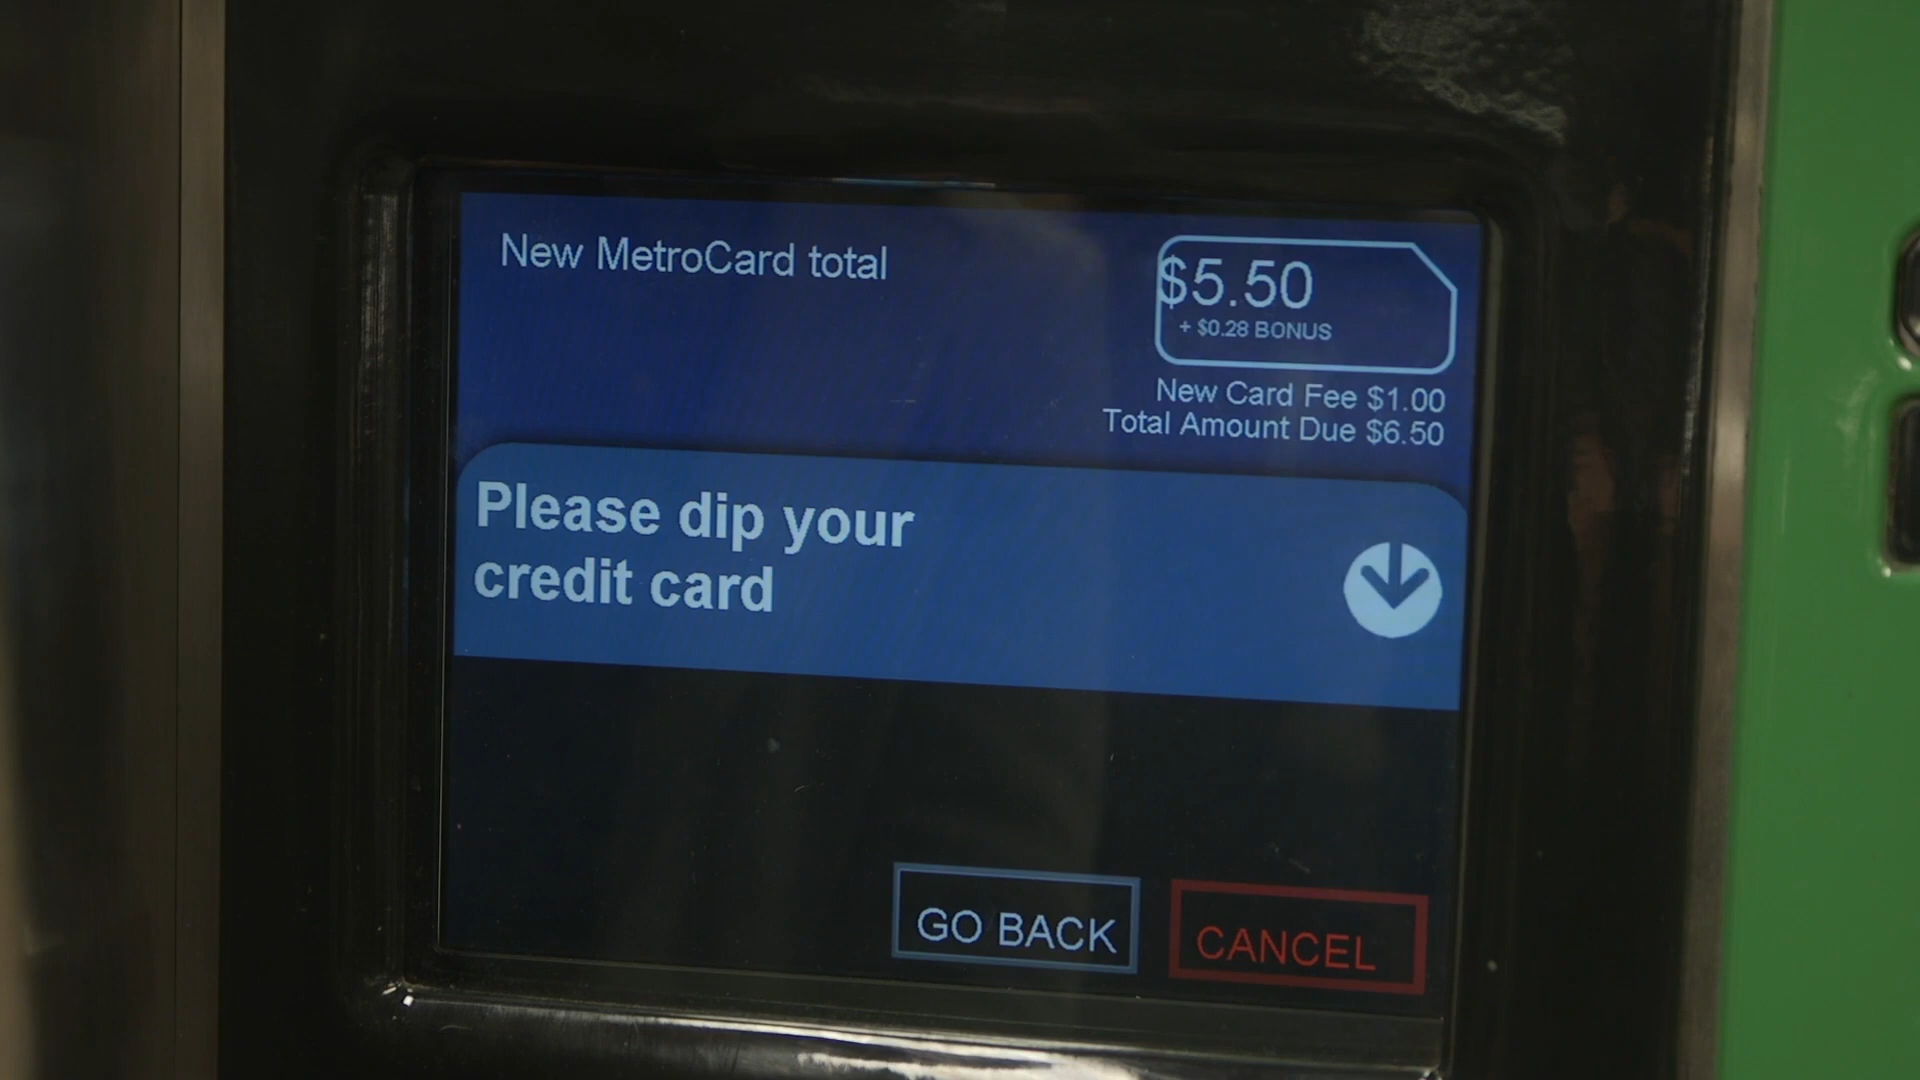 New MetroCard total
$5.50
+ $0.28 BONUS
New Card Fee $1.00
Total Amount Due $6.50
Please dip your
credit card
GO BACK
CANCEL